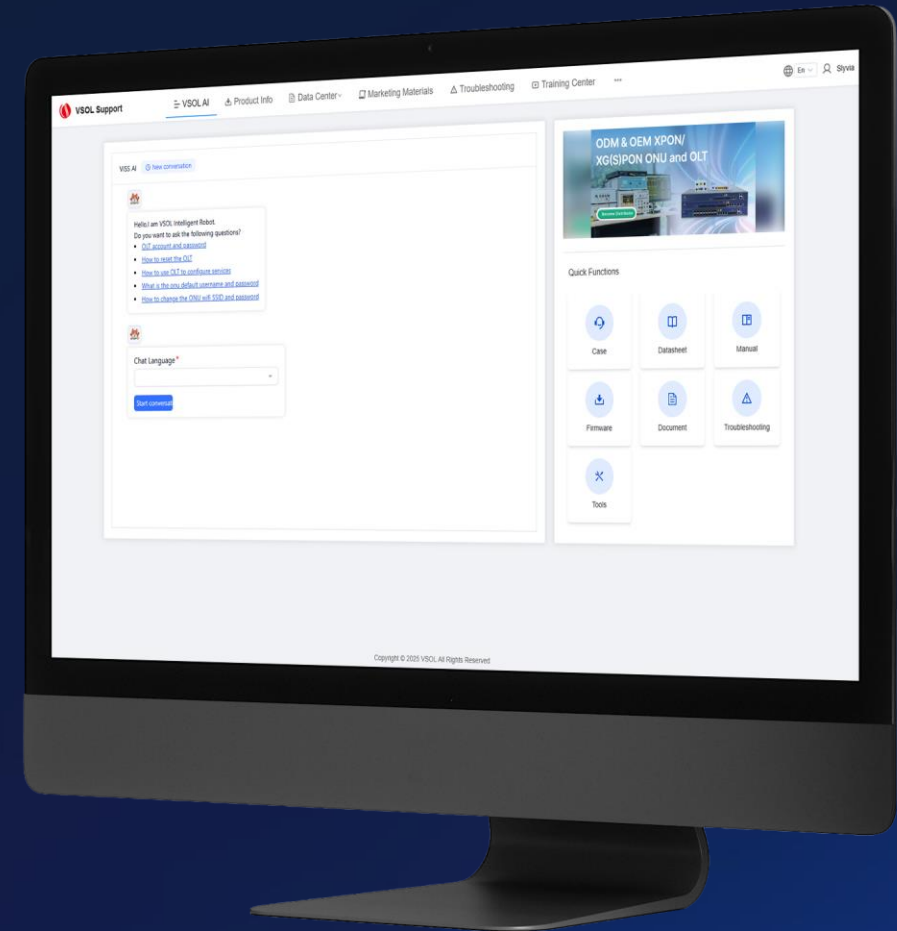 VSOL Support
VSOL AI
Product Info
Data Center
Marketing Materials
Troubleshooting
Training Center
···
En
Slyvia
VISS AI
New conversation
Hello,I am VSOL Intelligent Robot.
Do you want to ask the following questions?
OLT account and password
How to reset the OLT
How to use OLT to configure services
What is the onu default username and password
How to change the ONU wifi SSID and password
Chat Language *
Start conversati
ODM & OEM XPON/
XG(S)PON ONU and OLT
Quick Functions
Case
Datasheet
Manual
Firmware
Document
Troubleshooting
Tools
Copyright © 2025 VSOL All Rights Reserved.